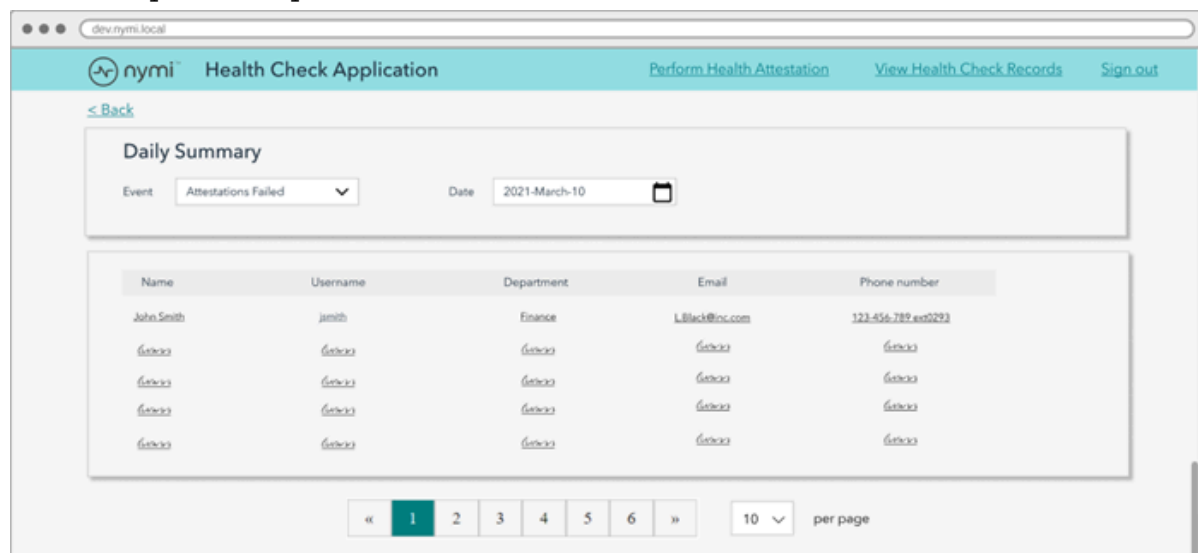 dev.nymi.local
nymi™ Health Check Application Perform Health Attestation View Health Check Records Sign out
< Back
Daily Summary
Event Attestations Failed Date 2021-March-10
Name Username Department Email Phone number
John Smith jsmith Finance L.Black@inc.com 123-456-789 ext0293
« 1 2 3 4 5 6 » 10 per page